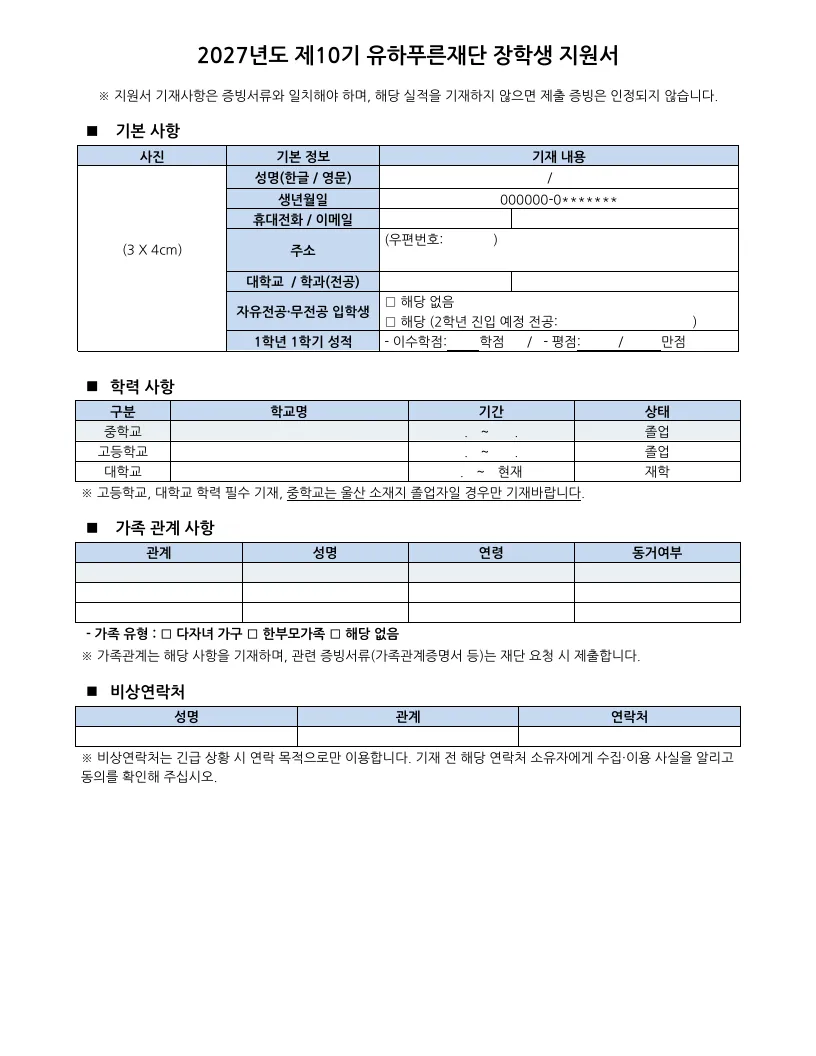 2027년도 제10기 유하푸른재단 장학생 지원서
※ 지원서 기재사항은 증빙서류와 일치해야 하며, 해당 실적을 기재하지 않으면 제출 증빙은 인정되지 않습니다.
■ 기본 사항
사진 기본 정보 기재 내용
(3 X 4cm)
성명(한글 / 영문) /
생년월일 000000-0*******
휴대전화 / 이메일
주소 (우편번호: )
대학교 / 학과(전공)
자유전공·무전공 입학생
□ 해당 없음
□ 해당 (2학년 진입 예정 전공: )
1학년 1학기 성적 - 이수학점: 학점 / - 평점: / 만점
■ 학력 사항
구분 학교명 기간 상태
중학교 . ~ . 졸업
고등학교 . ~ . 졸업
대학교 . ~ 현재 재학
※ 고등학교, 대학교 학력 필수 기재, 중학교는 울산 소재지 졸업자일 경우만 기재바랍니다.
■ 가족 관계 사항
관계 성명 연령 동거여부
- 가족 유형 : □ 다자녀 가구 □ 한부모가족 □ 해당 없음
※ 가족관계는 해당 사항을 기재하며, 관련 증빙서류(가족관계증명서 등)는 재단 요청 시 제출합니다.
■ 비상연락처
성명 관계 연락처
※ 비상연락처는 긴급 상황 시 연락 목적으로만 이용합니다. 기재 전 해당 연락처 소유자에게 수집·이용 사실을 알리고
동의를 확인해 주십시오.